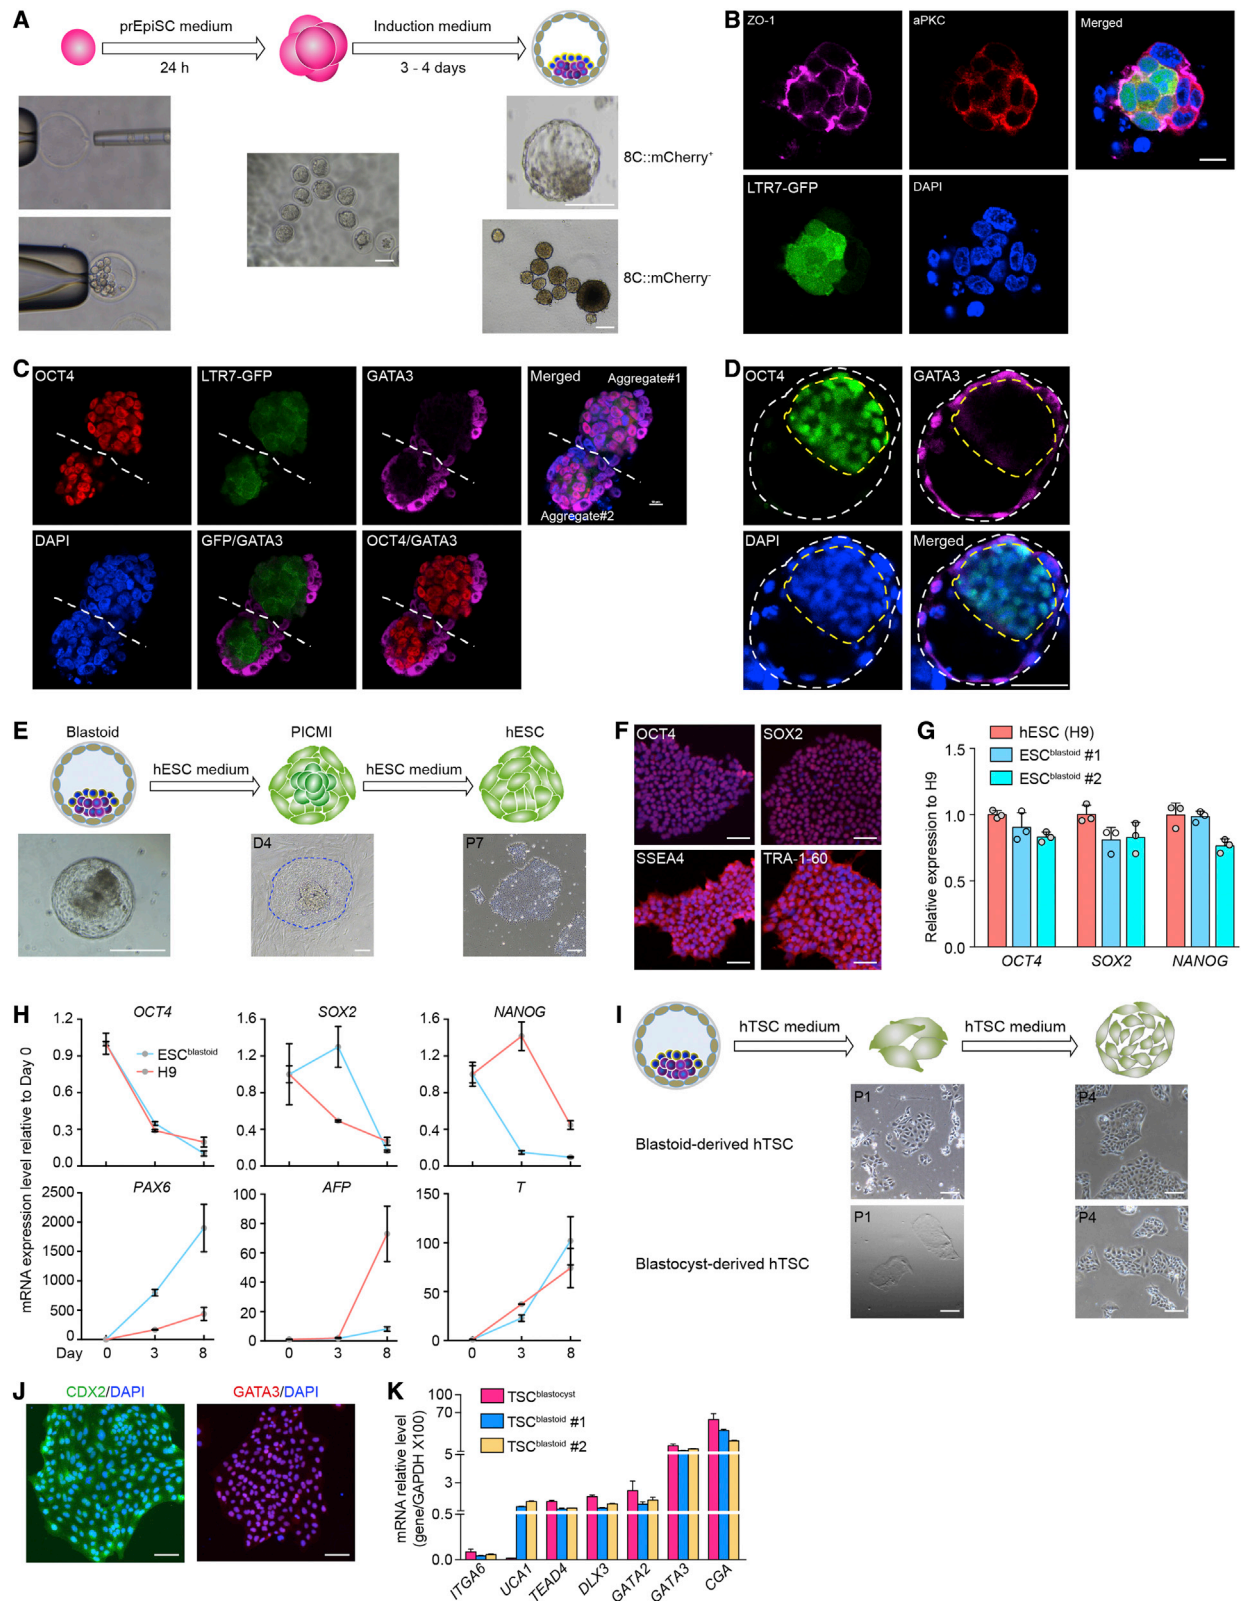 A
prEpiSC medium
Induction medium
24 h
3 - 4 days
8C::mCherry⁺
8C::mCherry⁻
B
ZO-1
aPKC
Merged
LTR7-GFP
DAPI
C
OCT4
LTR7-GFP
GATA3
Merged
Aggregate#1
Aggregate#2
DAPI
GFP/GATA3
OCT4/GATA3
D
OCT4
GATA3
DAPI
Merged
E
Blastoid
PICMI
hESC
hESC medium
hESC medium
D4
P7
F
OCT4
SOX2
SSEA4
TRA-1-60
G
hESC (H9)
ESCblastoid #1
ESCblastoid #2
Relative expression to H9
1.5
1.0
0.5
0.0
OCT4 SOX2 NANOG
H
mRNA expression level relative to Day 0
OCT4
1.2
0.9
0.6
0.3
0.0
ESCblastoid
H9
SOX2
1.6
1.2
0.8
0.4
0.0
NANOG
1.6
1.2
0.8
0.4
0.0
PAX6
2500
2000
1500
1000
500
0
AFP
100
80
60
40
20
0
T
150
100
50
0
Day 0 3 8
0 3 8
0 3 8
I
hTSC medium
hTSC medium
Blastoid-derived hTSC
P1
P4
Blastocyst-derived hTSC
P1
P4
J
CDX2/DAPI
GATA3/DAPI
K
mRNA relative level
(gene/GAPDH X100)
100
70
5
3
0.5
0.0
TSCblastocyst
TSCblastoid #1
TSCblastoid #2
ITGA6 UCA1 TEAD4 DLX3 GATA2 GATA3 CGA